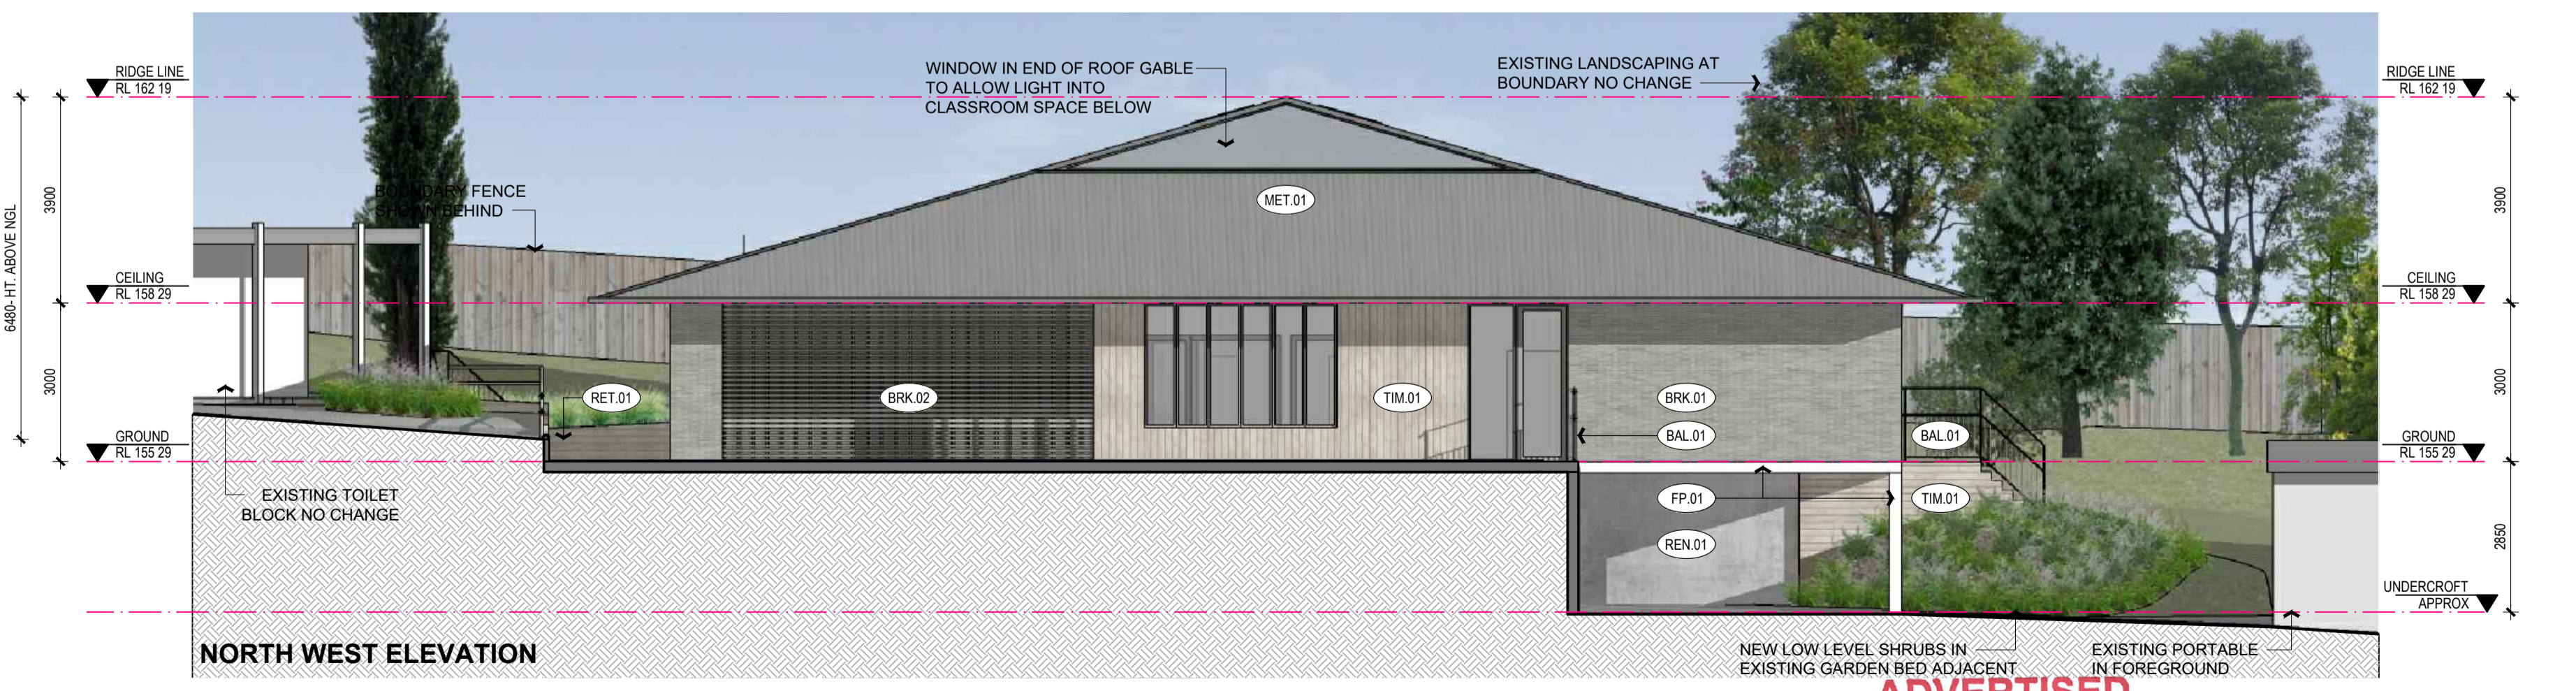 RIDGE LINE
RL 162 19
6480- HT. ABOVE NGL
3900
3000
CEILING
RL 158 29
GROUND
RL 155 29
BOUNDARY FENCE
SHOWN BEHIND
WINDOW IN END OF ROOF GABLE
TO ALLOW LIGHT INTO
CLASSROOM SPACE BELOW
EXISTING LANDSCAPING AT
BOUNDARY NO CHANGE
MET.01
RET.01
BRK.02
TIM.01
BRK.01
BAL.01
BAL.01
FP.01
TIM.01
REN.01
EXISTING TOILET
BLOCK NO CHANGE
RIDGE LINE
RL 162 19
3900
CEILING
RL 158 29
3000
GROUND
RL 155 29
2850
UNDERCROFT
APPROX
NORTH WEST ELEVATION
NEW LOW LEVEL SHRUBS IN
EXISTING GARDEN BED ADJACENT
EXISTING PORTABLE
IN FOREGROUND
ADVERTISED